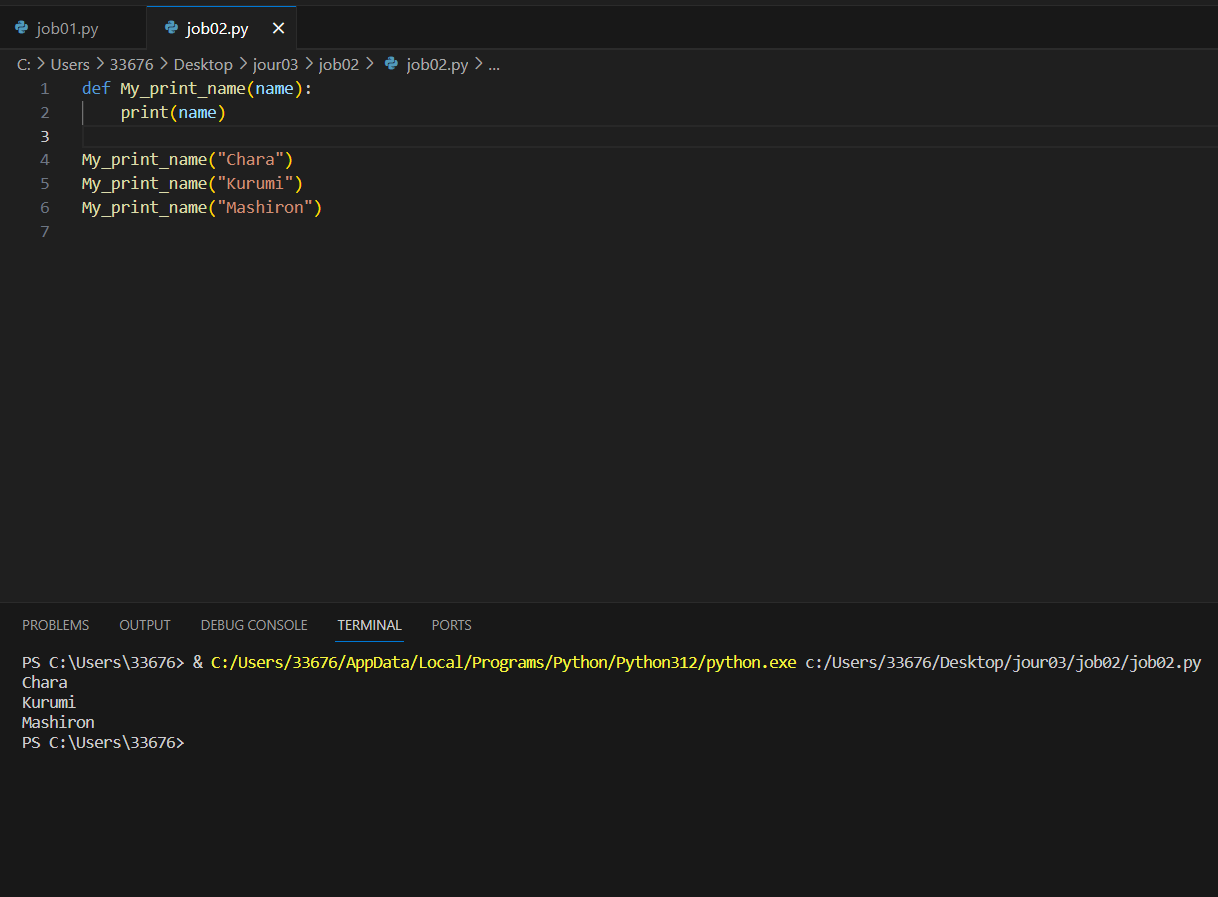 job01.py job02.py ×
C: > Users > 33676 > Desktop > jour03 > job02 > job02.py > ...
1 def My_print_name(name):
2     print(name)
3
4 My_print_name("Chara")
5 My_print_name("Kurumi")
6 My_print_name("Mashiron")
7
PROBLEMS OUTPUT DEBUG CONSOLE TERMINAL PORTS
PS C:\Users\33676> & C:/Users/33676/AppData/Local/Programs/Python/Python312/python.exe c:/Users/33676/Desktop/jour03/job02/job02.py
Chara
Kurumi
Mashiron
PS C:\Users\33676>